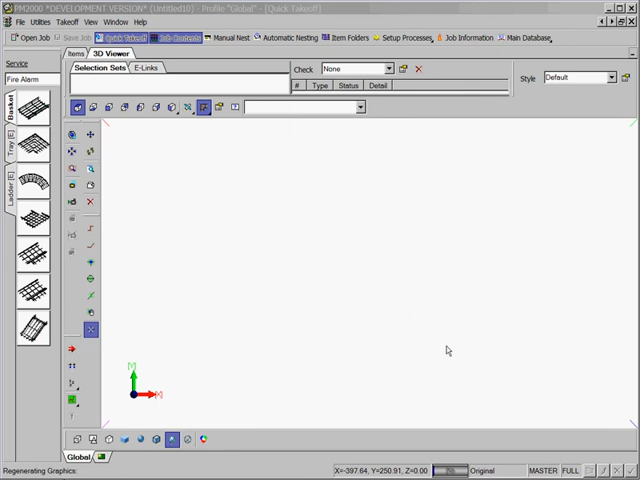 PM2000 *DEVELOPMENT VERSION* (Untitled10) - Profile "Global" - [Quick Takeoff]
File Utilities Takeoff View Window Help
Open Job Save Job Quick Takeoff Job Contents Manual Nest Automatic Nesting Item Folders Setup Processes Job Information Main Database
Items 3D Viewer
Service
Selection Sets E-Links
Check None
Style Default
Fire Alarm
# Type Status Detail
Basket
Tray [E]
Ladder [E]
[Y]
[X]
Global
Regenerating Graphics: X=-397.64, Y=250.91, Z=0.00 Original MASTER FULL